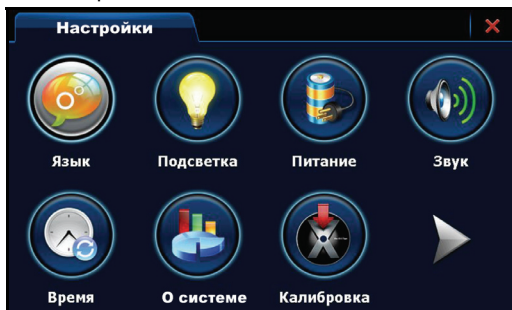 Настройки
Язык Подсветка Питание Звук
Время О системе Калибровка